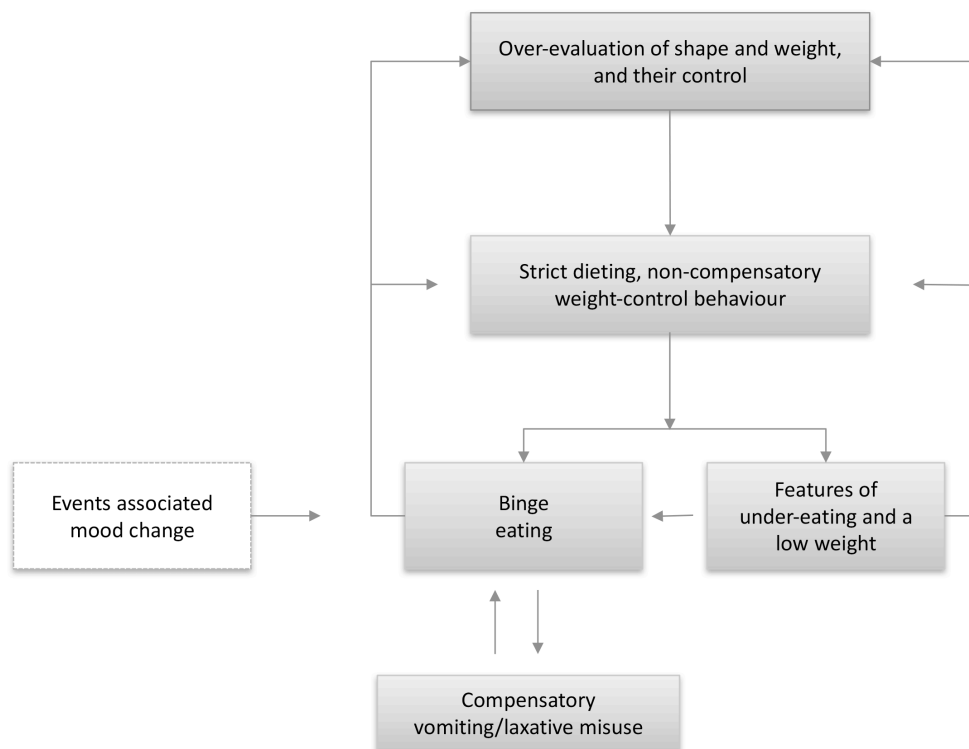 Over-evaluation of shape and weight,
and their control
Strict dieting, non-compensatory
weight-control behaviour
Events associated
mood change
Binge
eating
Features of
under-eating and a
low weight
Compensatory
vomiting/laxative misuse